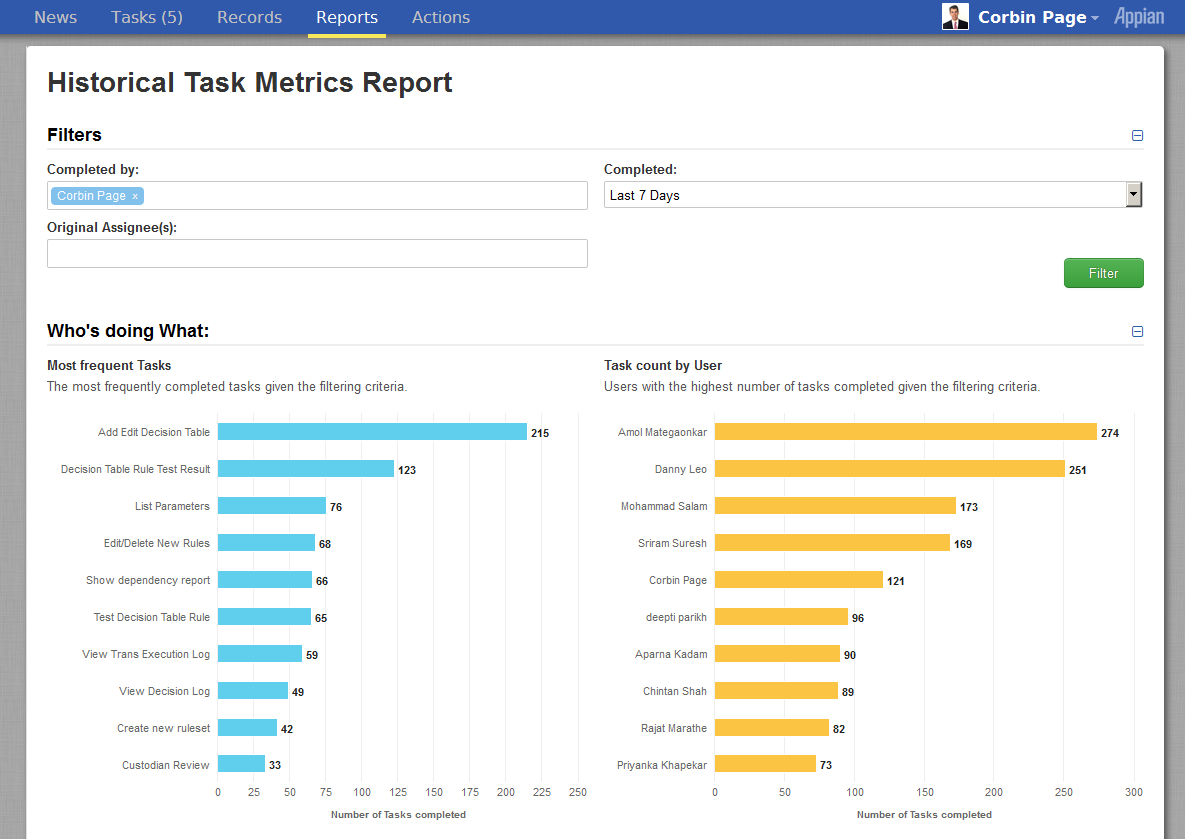 News Tasks (5) Records Reports Actions Corbin Page Appian
Historical Task Metrics Report
Filters
Completed by: Completed:
Corbin Page × Last 7 Days
Original Assignee(s):
Filter
Who's doing What:
Most frequent Tasks
The most frequently completed tasks given the filtering criteria.
Add Edit Decision Table 215
Decision Table Rule Test Result 123
List Parameters 76
Edit/Delete New Rules 68
Show dependency report 66
Test Decision Table Rule 65
View Trans Execution Log 59
View Decision Log 49
Create new ruleset 42
Custodian Review 33
0 25 50 75 100 125 150 175 200 225 250
Number of Tasks completed
Task count by User
Users with the highest number of tasks completed given the filtering criteria.
Amol Mategaonkar 274
Danny Leo 251
Mohammad Salam 173
Sriram Suresh 169
Corbin Page 121
deepti parikh 96
Aparna Kadam 90
Chintan Shah 89
Rajat Marathe 82
Priyanka Khapekar 73
0 50 100 150 200 250 300
Number of Tasks completed